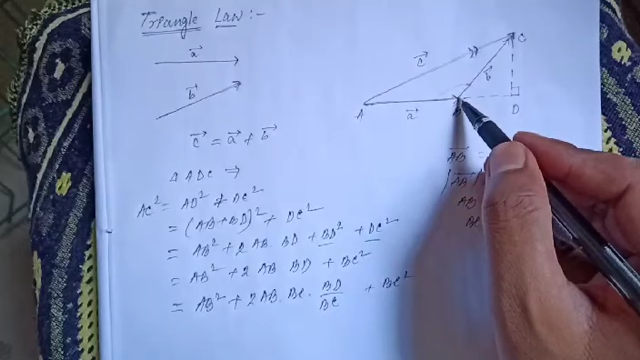 Triangle Law :-
a
b
c = a + b
Δ ADC ⇒
AC² = AD² + DC²
= (AB+BD)² + DC²
= AB² + 2 AB. BD + BD² + DC²
= AB² + 2 AB BD + BC²
= AB² + 2 AB. BC. BD/BC + BC²
c
C
b
A
a
D
AB =